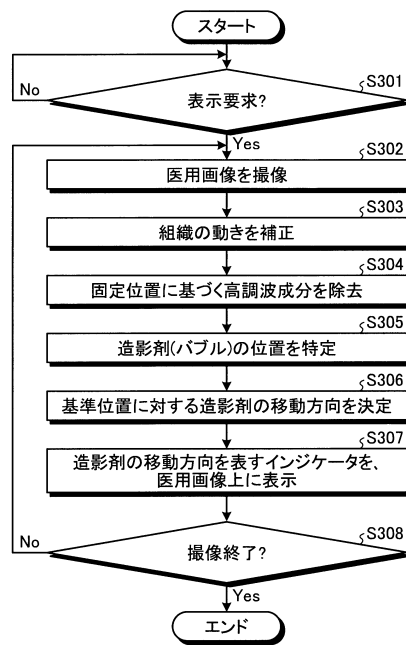 スタート
S301
No
表示要求?
Yes
S302
医用画像を撮像
S303
組織の動きを補正
S304
固定位置に基づく高調波成分を除去
S305
造影剤(バブル)の位置を特定
S306
基準位置に対する造影剤の移動方向を決定
S307
造影剤の移動方向を表すインジケータを、
医用画像上に表示
S308
No
撮像終了?
Yes
エンド